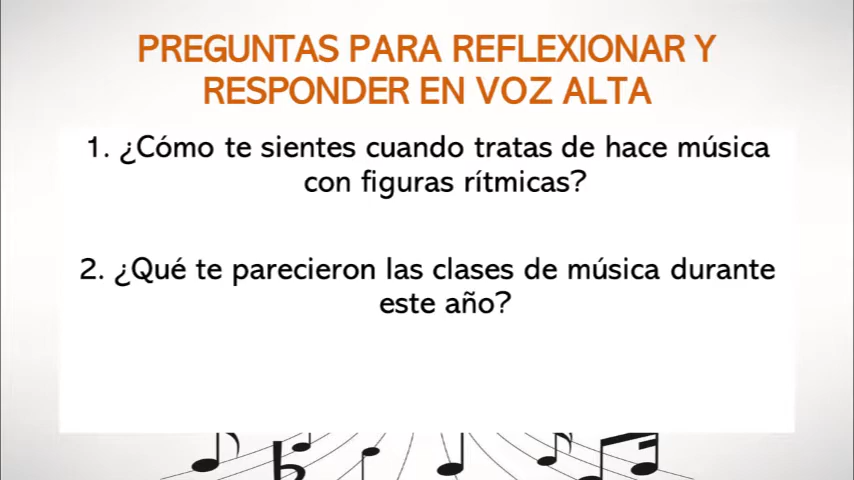 PREGUNTAS PARA REFLEXIONAR Y
RESPONDER EN VOZ ALTA
1. ¿Cómo te sientes cuando tratas de hace música
con figuras rítmicas?
2. ¿Qué te parecieron las clases de música durante
este año?